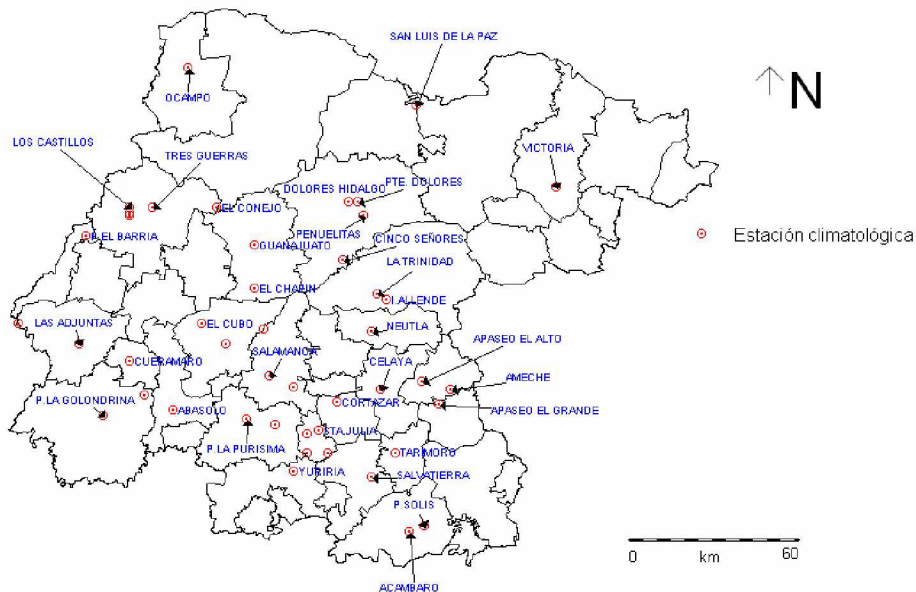 SAN LUIS DE LA PAZ
N
OCAMPO
LOS CASTILLOS
TRES GUERRAS
VICTORIA
DOLORES HIDALGO
PTE. DOLORES
EL CONEJO
Estación climatológica
PENUELITAS
CINCO SEÑORES
GUANAJUATO
LA TRINIDAD
EL CHAPIN
I.ALLENDE
LAS ADJUNTAS
EL CUBO
NEUTLA
APASEO EL ALTO
SALAMANCA
CELAYA
CUERAMARO
AMECHE
P.LA GOLONDRINA
ABASOLO
CORTAZAR
APASEO EL GRANDE
STA.JULIA
P.LA PURISIMA
TARIMORO
YURIRIA
SALVATIERRA
P.SOLIS
0 km 60
ACAMBARO